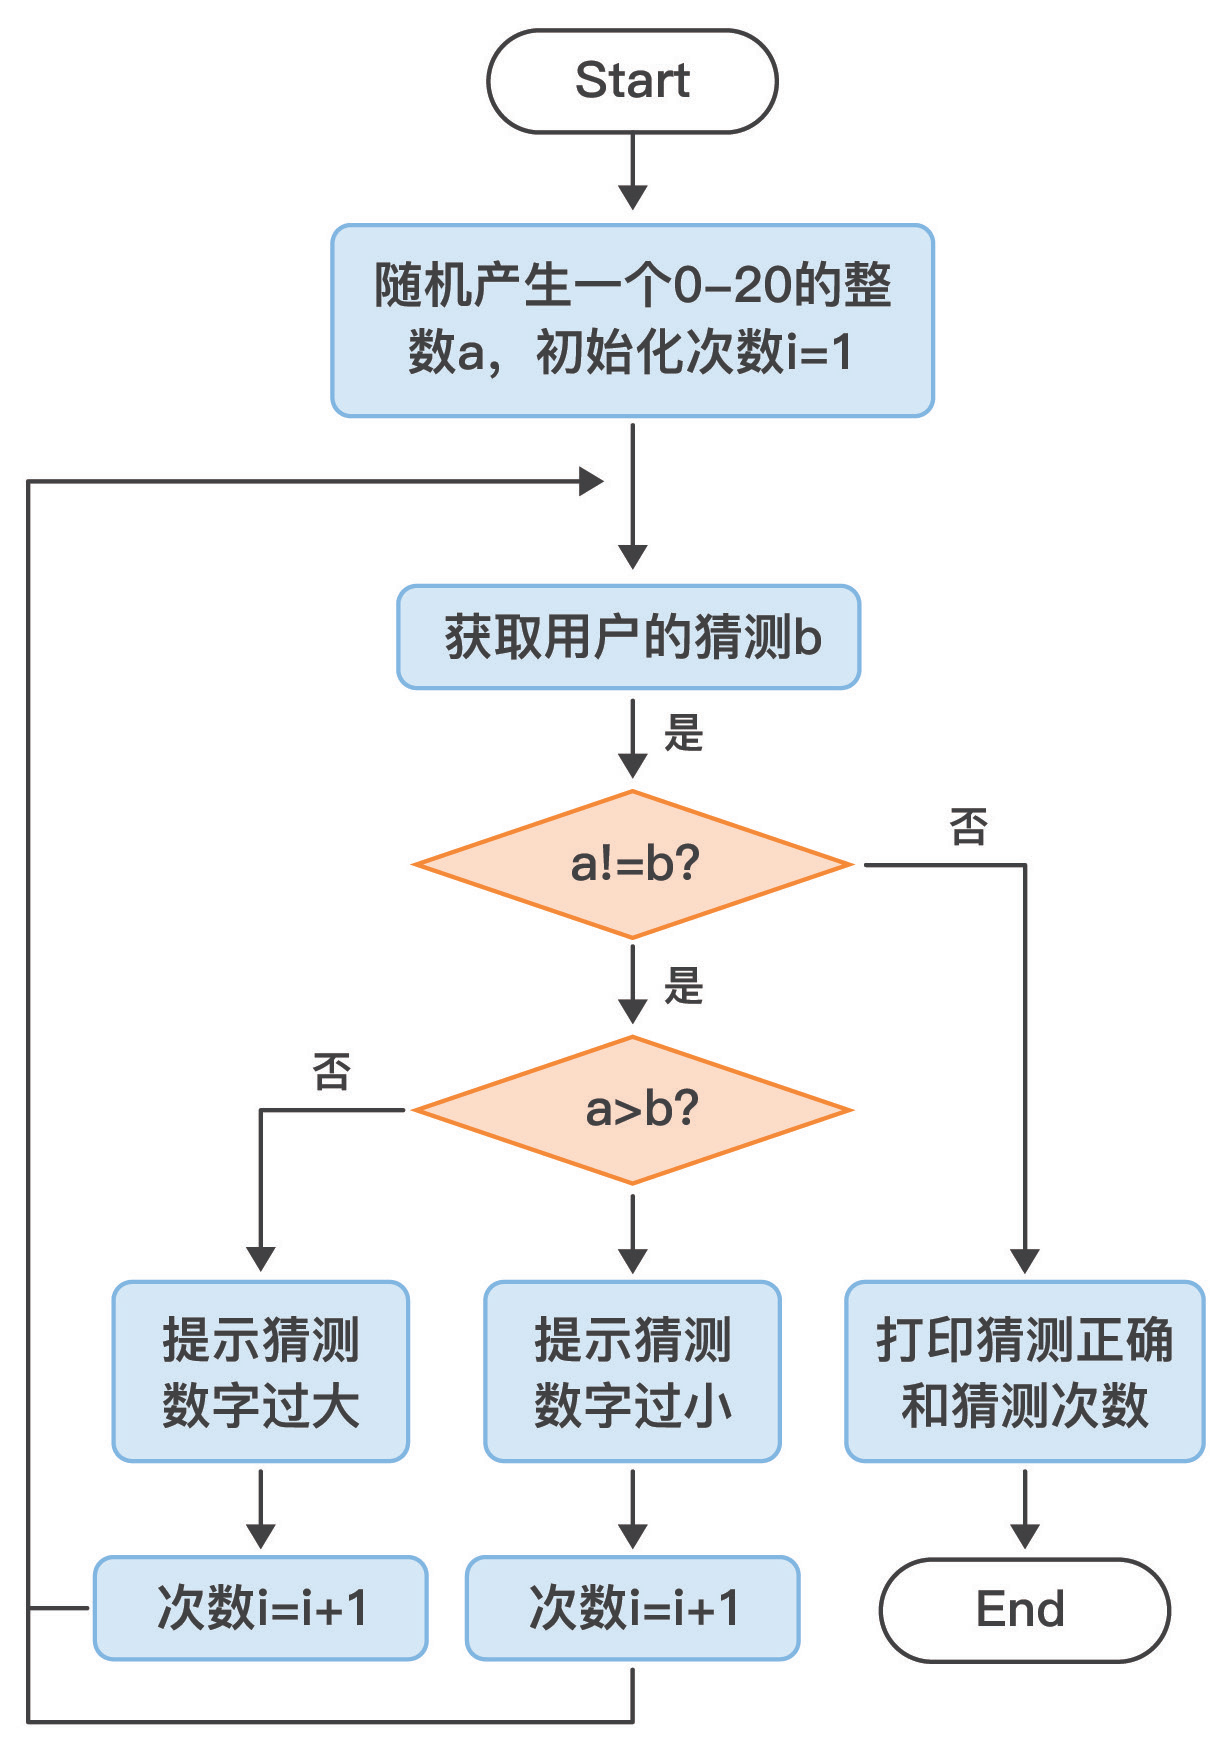 Start
随机产生一个0-20的整
数a，初始化次数i=1
获取用户的猜测b
是
否
a!=b?
是
否
a>b?
提示猜测
数字过大
提示猜测
数字过小
打印猜测正确
和猜测次数
次数i=i+1
次数i=i+1
End